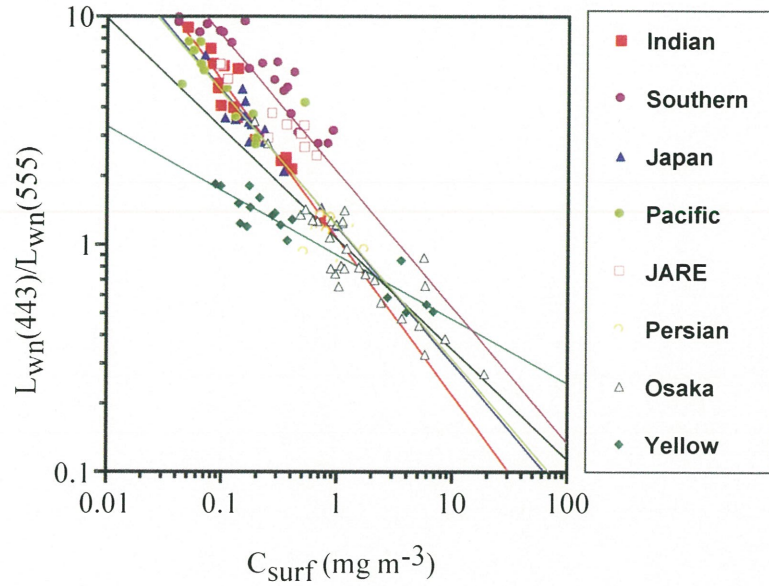 10
1
0.1
0.01 0.1 1 10 100
Lwn(443)/Lwn(555)
Csurf (mg m-3)
Indian
Southern
Japan
Pacific
JARE
Persian
Osaka
Yellow